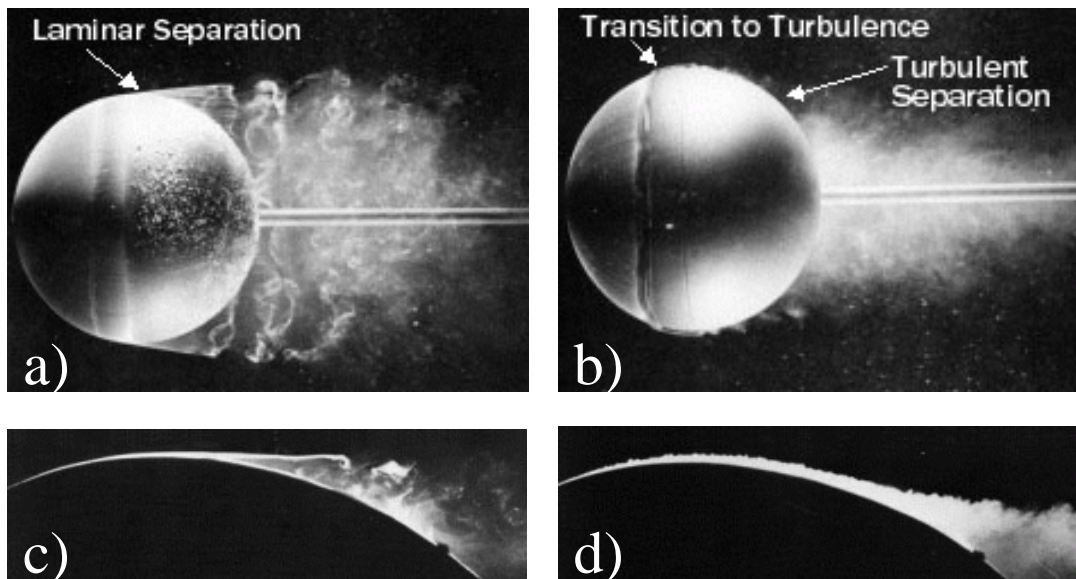 Laminar Separation
a)
Transition to Turbulence
Turbulent
Separation
b)
c)
d)